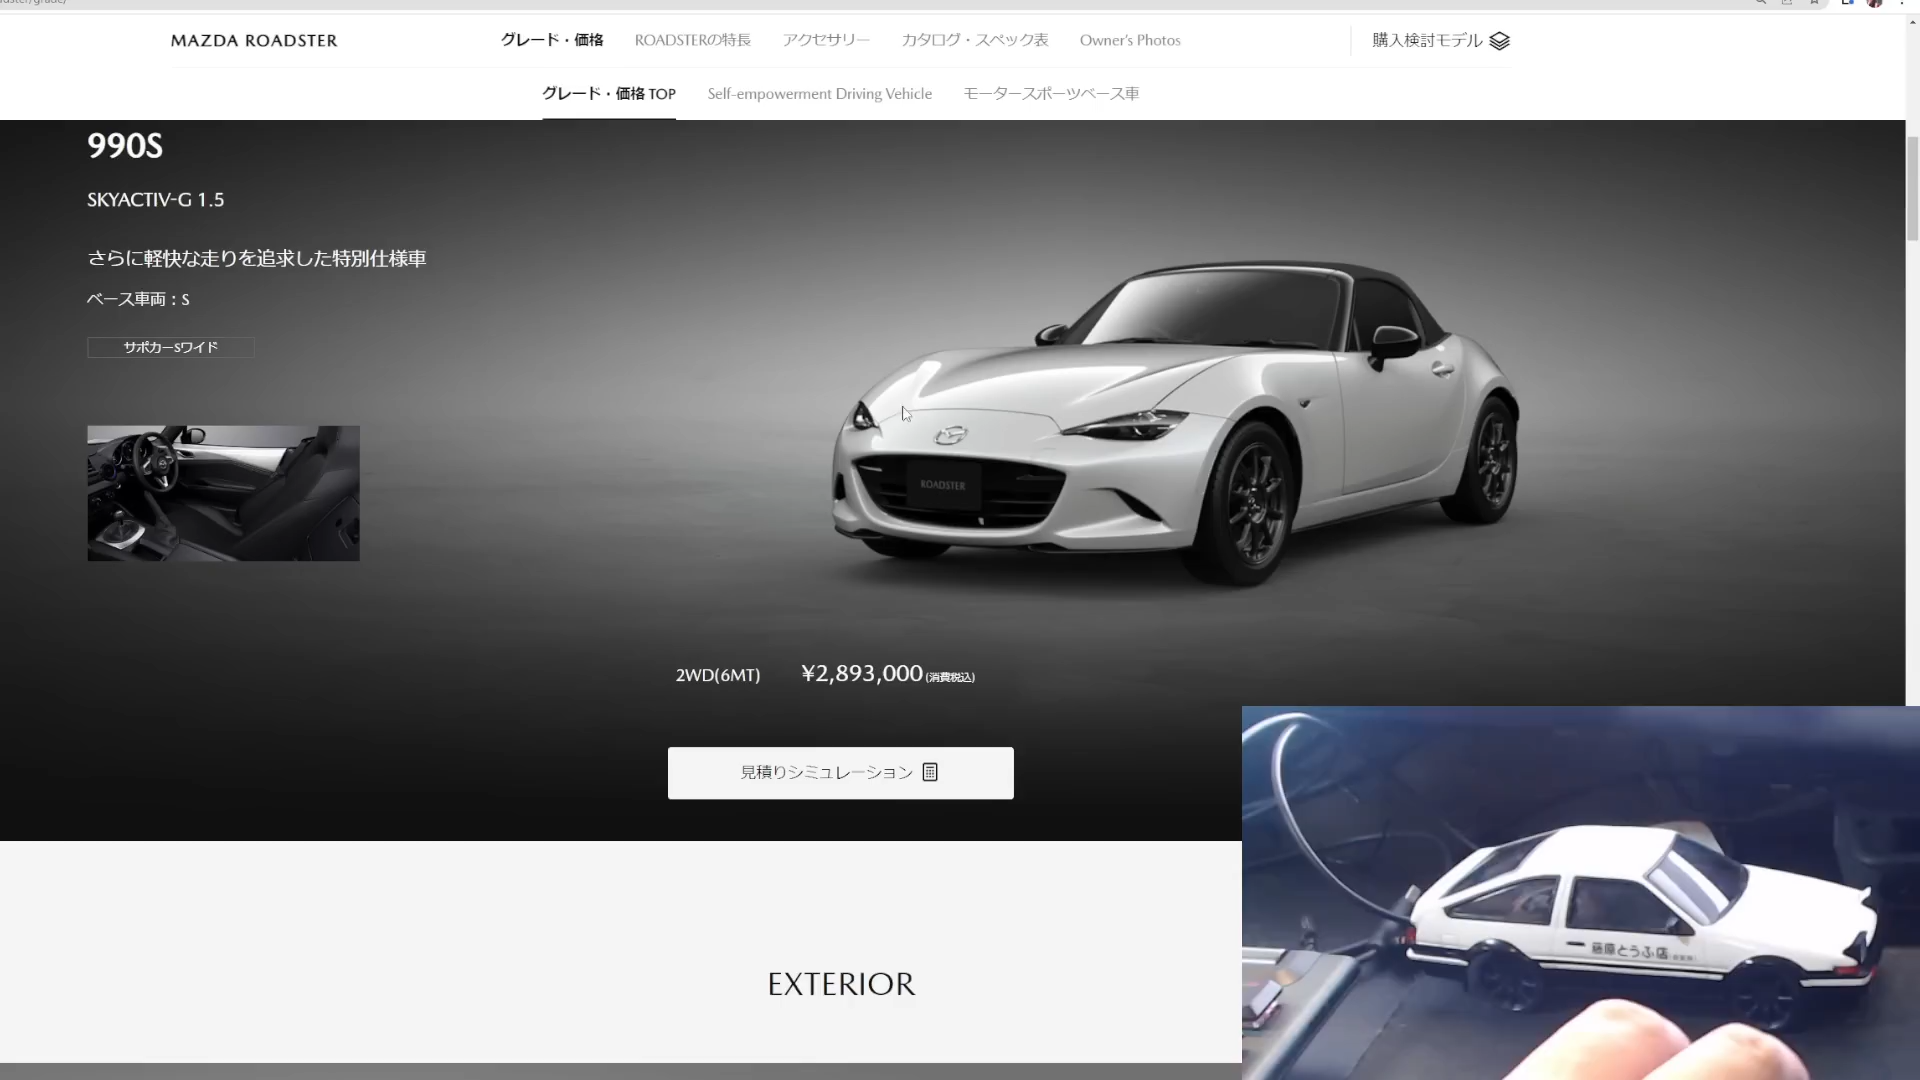 MAZDA ROADSTER
グレード・価格
ROADSTERの特長
アクセサリー
カタログ・スペック表
Owner's Photos
購入検討モデル
グレード・価格 TOP
Self-empowerment Driving Vehicle
モータースポーツベース車
990S
SKYACTIV-G 1.5
さらに軽快な走りを追求した特別仕様車
ベース車両：S
サポカーSワイド
ROADSTER
2WD(6MT)
¥2,893,000 (消費税込)
見積りシミュレーション
EXTERIOR
藤原とうふ店